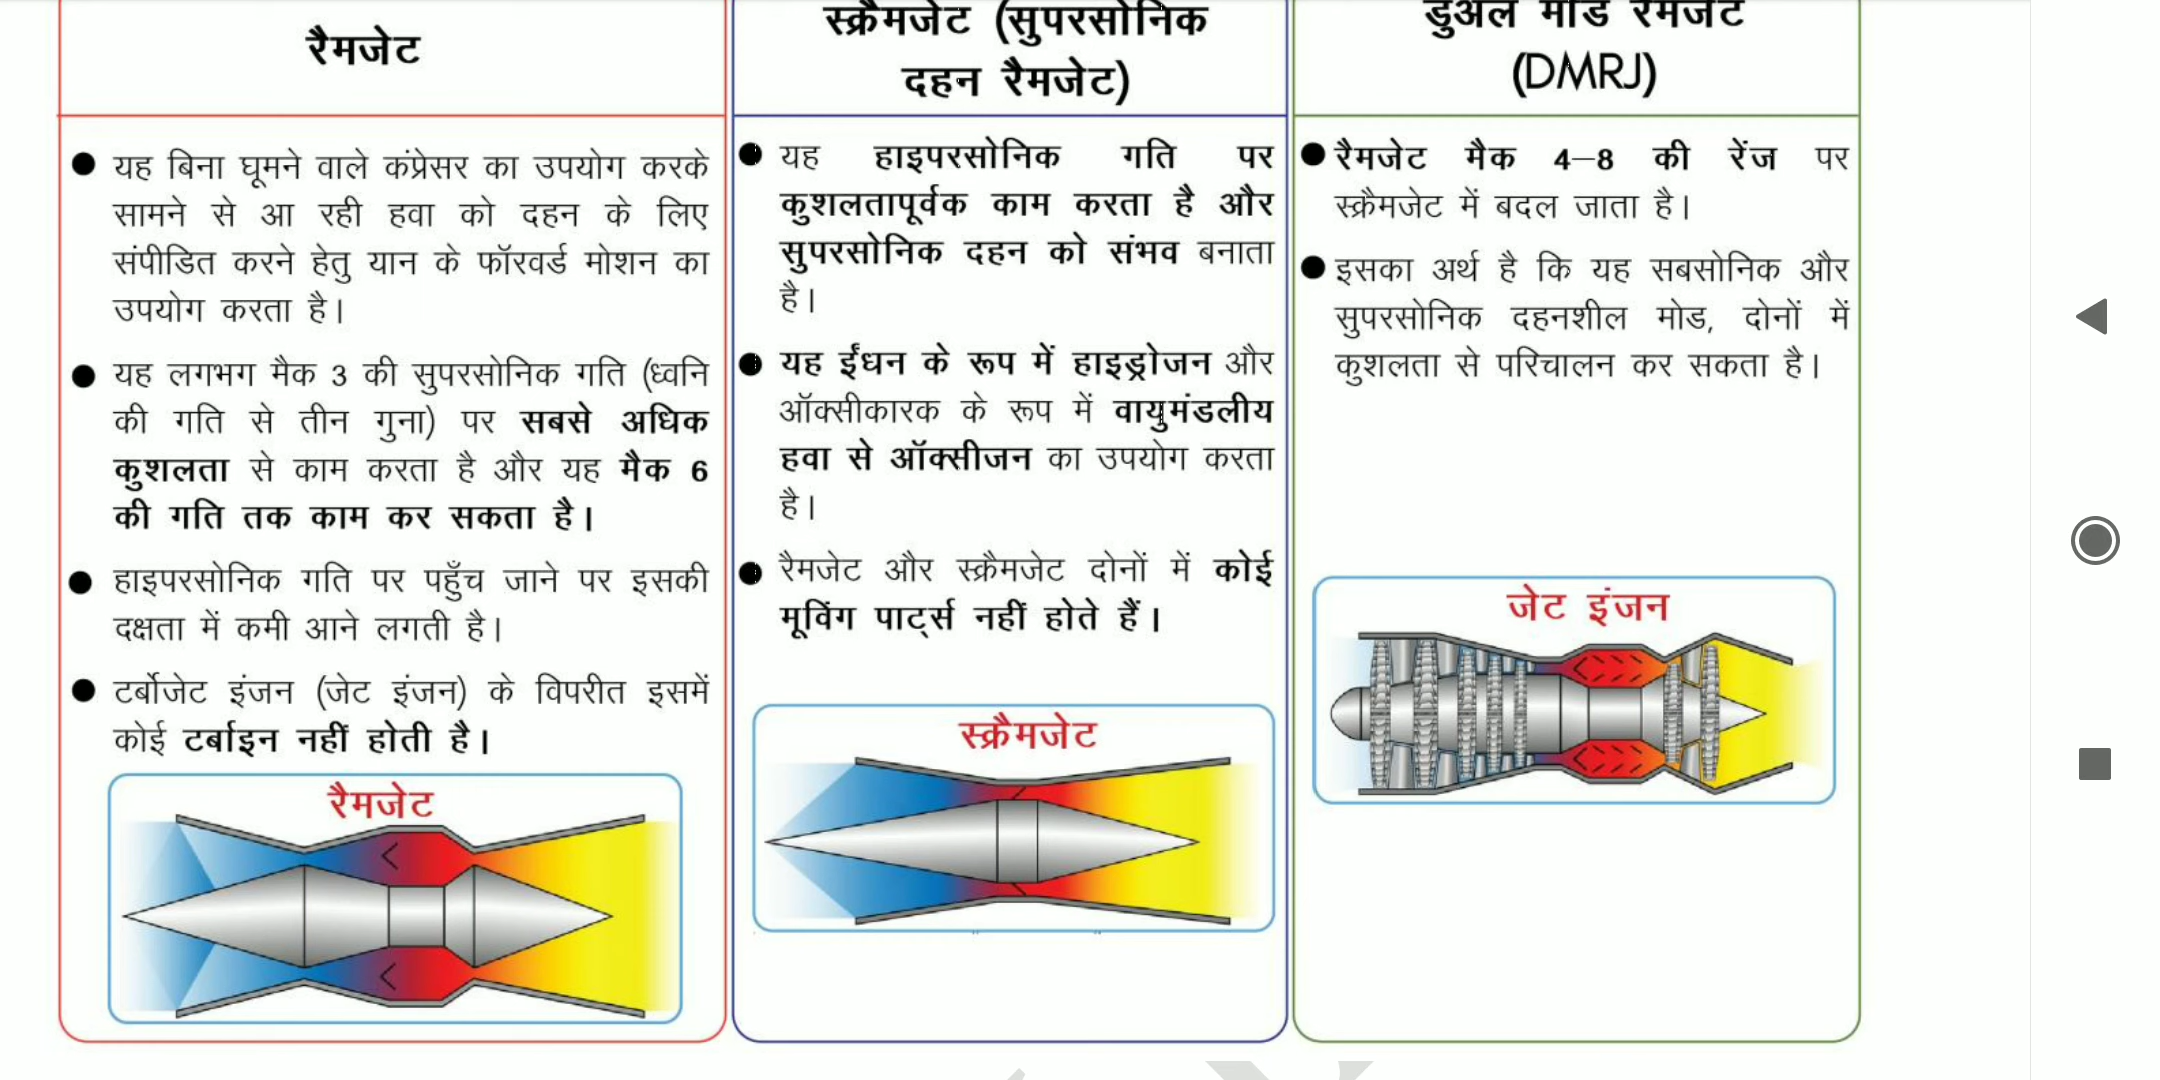 रैमजेट
यह बिना घूमने वाले कंप्रेसर का उपयोग करके
सामने से आ रही हवा को दहन के लिए
संपीडित करने हेतु यान के फॉरवर्ड मोशन का
उपयोग करता है।
यह लगभग मैक 3 की सुपरसोनिक गति (ध्वनि
की गति से तीन गुना) पर सबसे अधिक
कुशलता से काम करता है और यह मैक 6
की गति तक काम कर सकता है।
हाइपरसोनिक गति पर पहुँच जाने पर इसकी
दक्षता में कमी आने लगती है।
टर्बोजेट इंजन (जेट इंजन) के विपरीत इसमें
कोई टर्बाइन नहीं होती है।
रैमजेट
स्क्रैमजेट (सुपरसोनिक
दहन रैमजेट)
यह हाइपरसोनिक गति पर
कुशलतापूर्वक काम करता है और
सुपरसोनिक दहन को संभव बनाता
है।
यह ईंधन के रूप में हाइड्रोजन और
ऑक्सीकारक के रूप में वायुमंडलीय
हवा से ऑक्सीजन का उपयोग करता
है।
रैमजेट और स्क्रैमजेट दोनों में कोई
मूविंग पार्ट्स नहीं होते हैं।
स्क्रैमजेट
डुअल मोड रैमजेट
(DMRJ)
रैमजेट मैक 4–8 की रेंज पर
स्क्रैमजेट में बदल जाता है।
इसका अर्थ है कि यह सबसोनिक और
सुपरसोनिक दहनशील मोड, दोनों में
कुशलता से परिचालन कर सकता है।
जेट इंजन